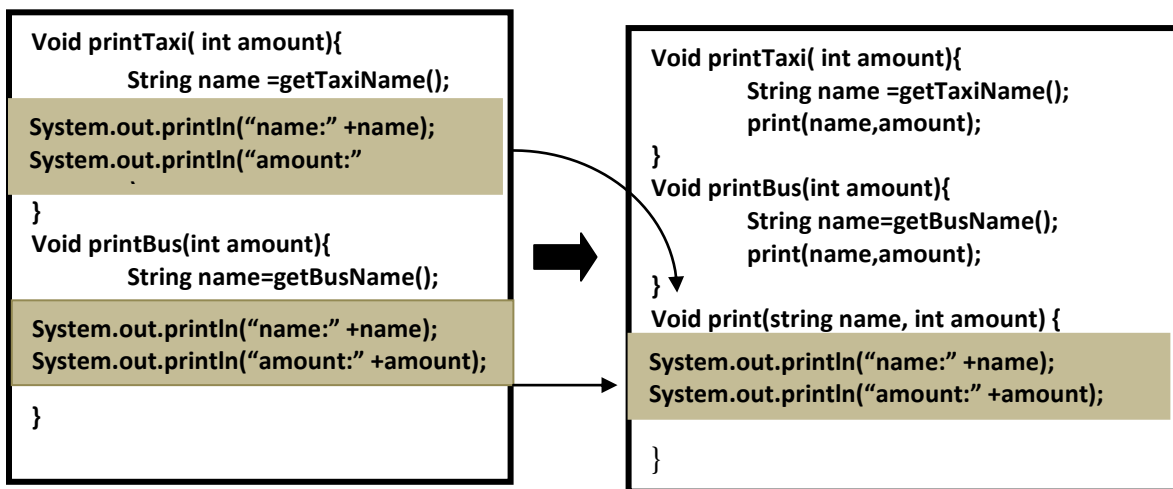 Void printTaxi( int amount){
String name =getTaxiName();
System.out.println(“name:” +name);
System.out.println(“amount:”
}
Void printBus(int amount){
String name=getBusName();
System.out.println(“name:” +name);
System.out.println(“amount:” +amount);
}
Void printTaxi( int amount){
String name =getTaxiName();
print(name,amount);
}
Void printBus(int amount){
String name=getBusName();
print(name,amount);
}
Void print(string name, int amount) {
System.out.println(“name:” +name);
System.out.println(“amount:” +amount);
}